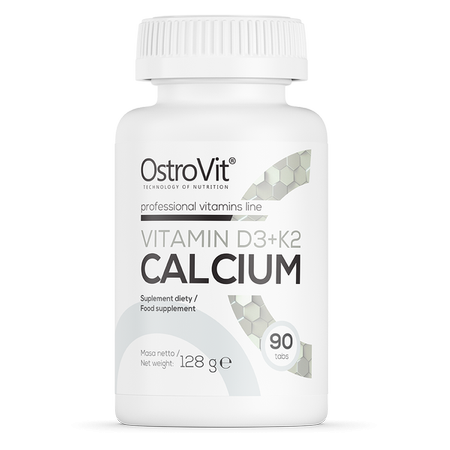 OstroVit®
TECHNOLOGY OF NUTRITION
professional vitamins line
VITAMIN D3+K2
CALCIUM
Suplement diety /
Food supplement
90
tabs
Masa netto /
Net weight: 128 g ℮